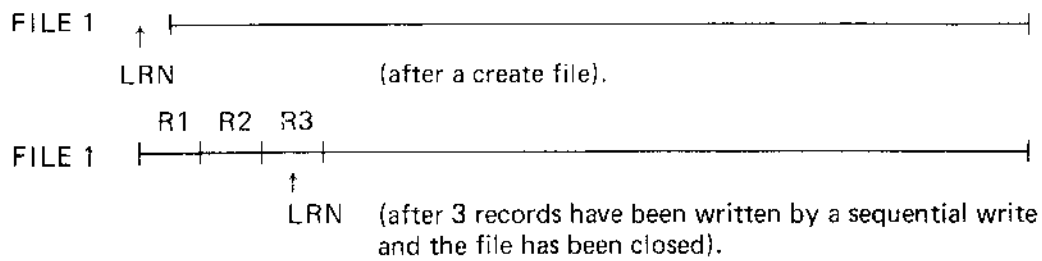 FILE 1
LRN (after a create file).
R1 R2 R3
FILE 1
LRN (after 3 records have been written by a sequential write
and the file has been closed).